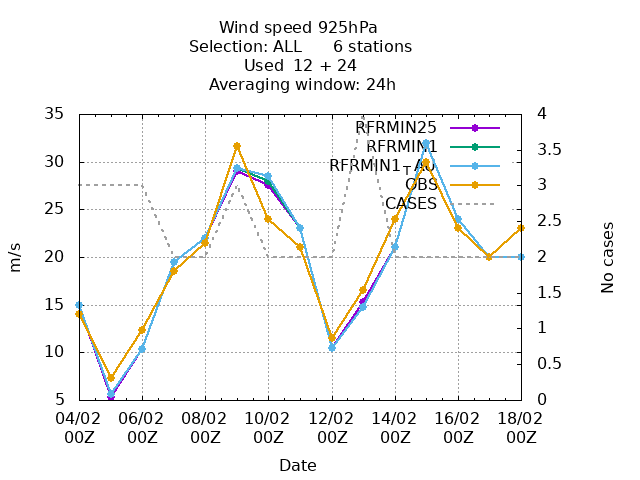 Wind speed 925hPa
Selection: ALL 6 stations
Used 12 + 24
Averaging window: 24h
35
30
25
20
15
10
5
m/s
4
3.5
3
2.5
2
1.5
1
0.5
0
No cases
RFRMIN25
RFRMIN1
RFRMIN1_AU
OBS
CASES
04/02 06/02 08/02 10/02 12/02 14/02 16/02 18/02
00Z 00Z 00Z 00Z 00Z 00Z 00Z 00Z
Date